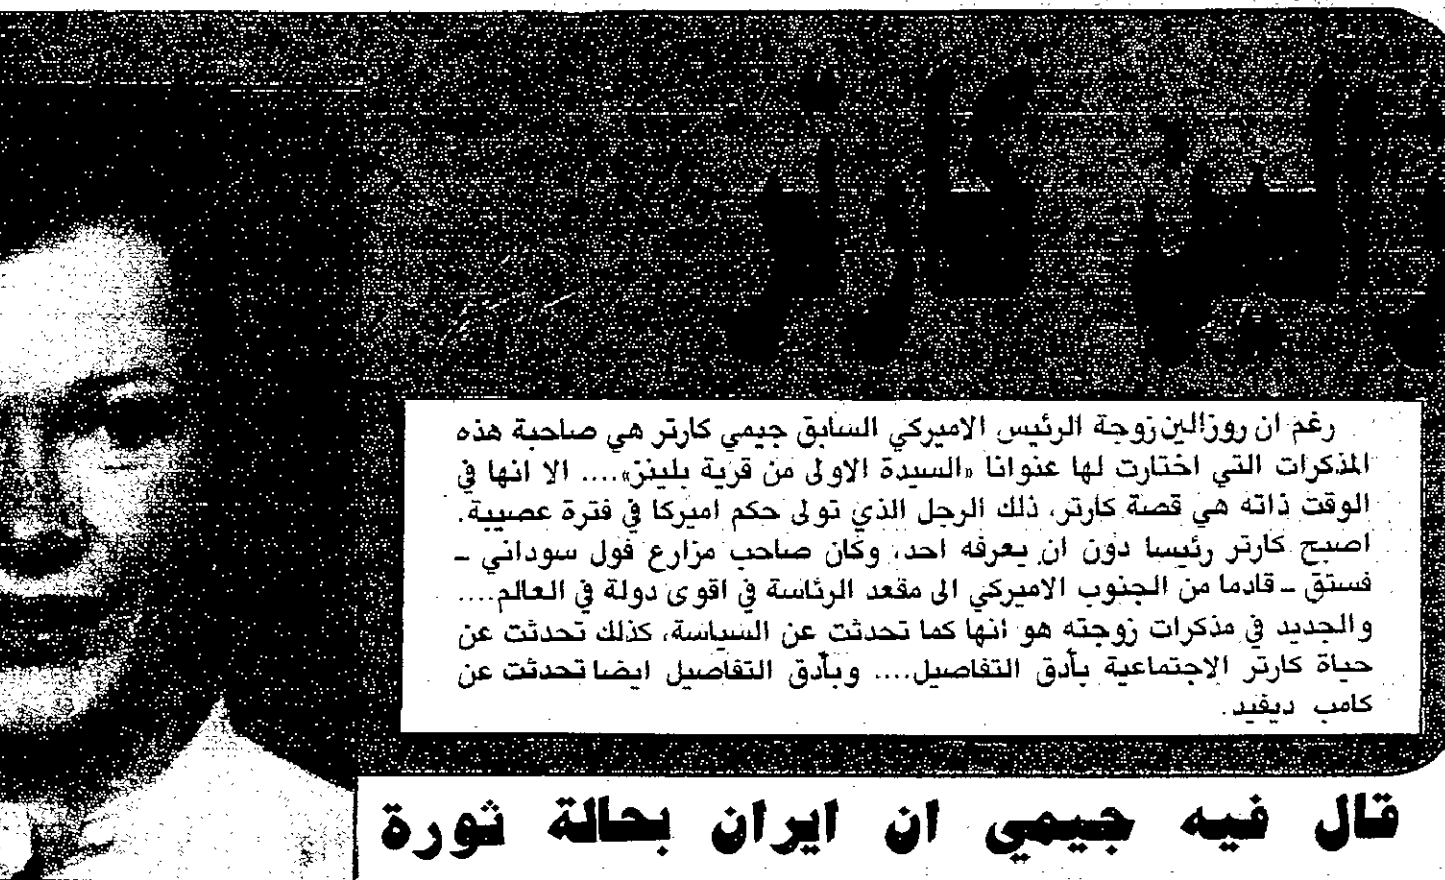 كارتر
رغم ان روزالين زوجة الرئيس الاميركي السابق جيمي كارتر هي صاحبة هذه
المذكرات التي اختارت لها عنوانا «السيدة الاولى من قرية بلينز».... الا انها في
الوقت ذاته هي قصة كارتر، ذلك الرجل الذي تولى حكم اميركا في فترة عصيبة.
اصبح كارتر رئيسا دون ان يعرفه احد، وكان صاحب مزارع فول سوداني ـ
فستق ـ قادما من الجنوب الاميركي الى مقعد الرئاسة في اقوى دولة في العالم....
والجديد في مذكرات زوجته هو انها كما تحدثت عن السياسة، كذلك تحدثت عن
حياة كارتر الاجتماعية بأدق التفاصيل.... وبأدق التفاصيل ايضا تحدثت عن
كامب ديفيد.
قال فيه جيمي ان ايران بحالة ثورة